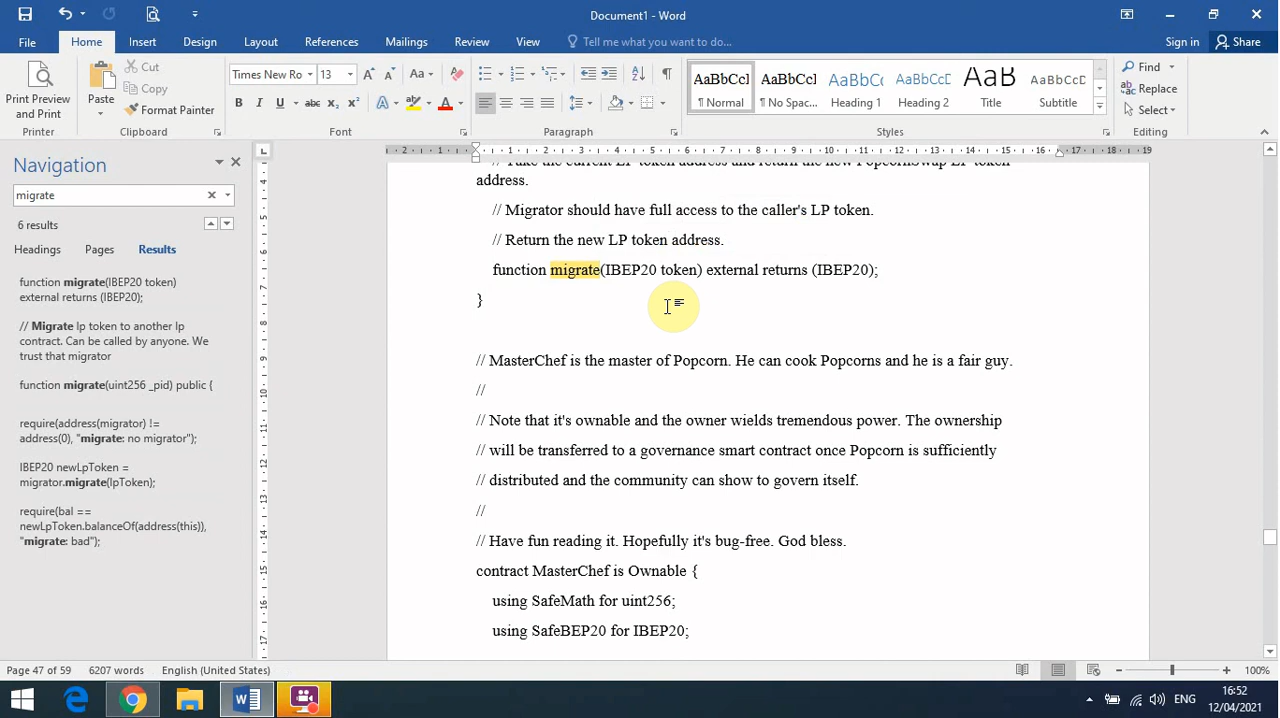 Document1 - Word
File Home Insert Design Layout References Mailings Review View Tell me what you want to do... Sign in Share
Print Preview and Print
Printer
Paste
Cut
Copy
Format Painter
Clipboard
Times New Ro 13
Font
Paragraph
AaBbCcI AaBbCcI AaBbC AaBbCcD AaB AaBbCcD
¶ Normal ¶ No Spac... Heading 1 Heading 2 Title Subtitle
Styles
Find
Replace
Select
Editing
Navigation
migrate
6 results
Headings Pages Results
function migrate(IBEP20 token)
external returns (IBEP20);
// Migrate lp token to another lp
contract. Can be called by anyone. We
trust that migrator
function migrate(uint256 _pid) public {
require(address(migrator) !=
address(0), "migrate: no migrator");
IBEP20 newLpToken =
migrator.migrate(lpToken);
require(bal ==
newLpToken.balanceOf(address(this)),
"migrate: bad");
// Take the current LP token address and return the new PopcornSwap LP token
address.
// Migrator should have full access to the caller's LP token.
// Return the new LP token address.
function migrate(IBEP20 token) external returns (IBEP20);
}
// MasterChef is the master of Popcorn. He can cook Popcorns and he is a fair guy.
//
// Note that it's ownable and the owner wields tremendous power. The ownership
// will be transferred to a governance smart contract once Popcorn is sufficiently
// distributed and the community can show to govern itself.
//
// Have fun reading it. Hopefully it's bug-free. God bless.
contract MasterChef is Ownable {
using SafeMath for uint256;
using SafeBEP20 for IBEP20;
Page 47 of 59 6207 words English (United States) 100%
ENG
16:52
12/04/2021